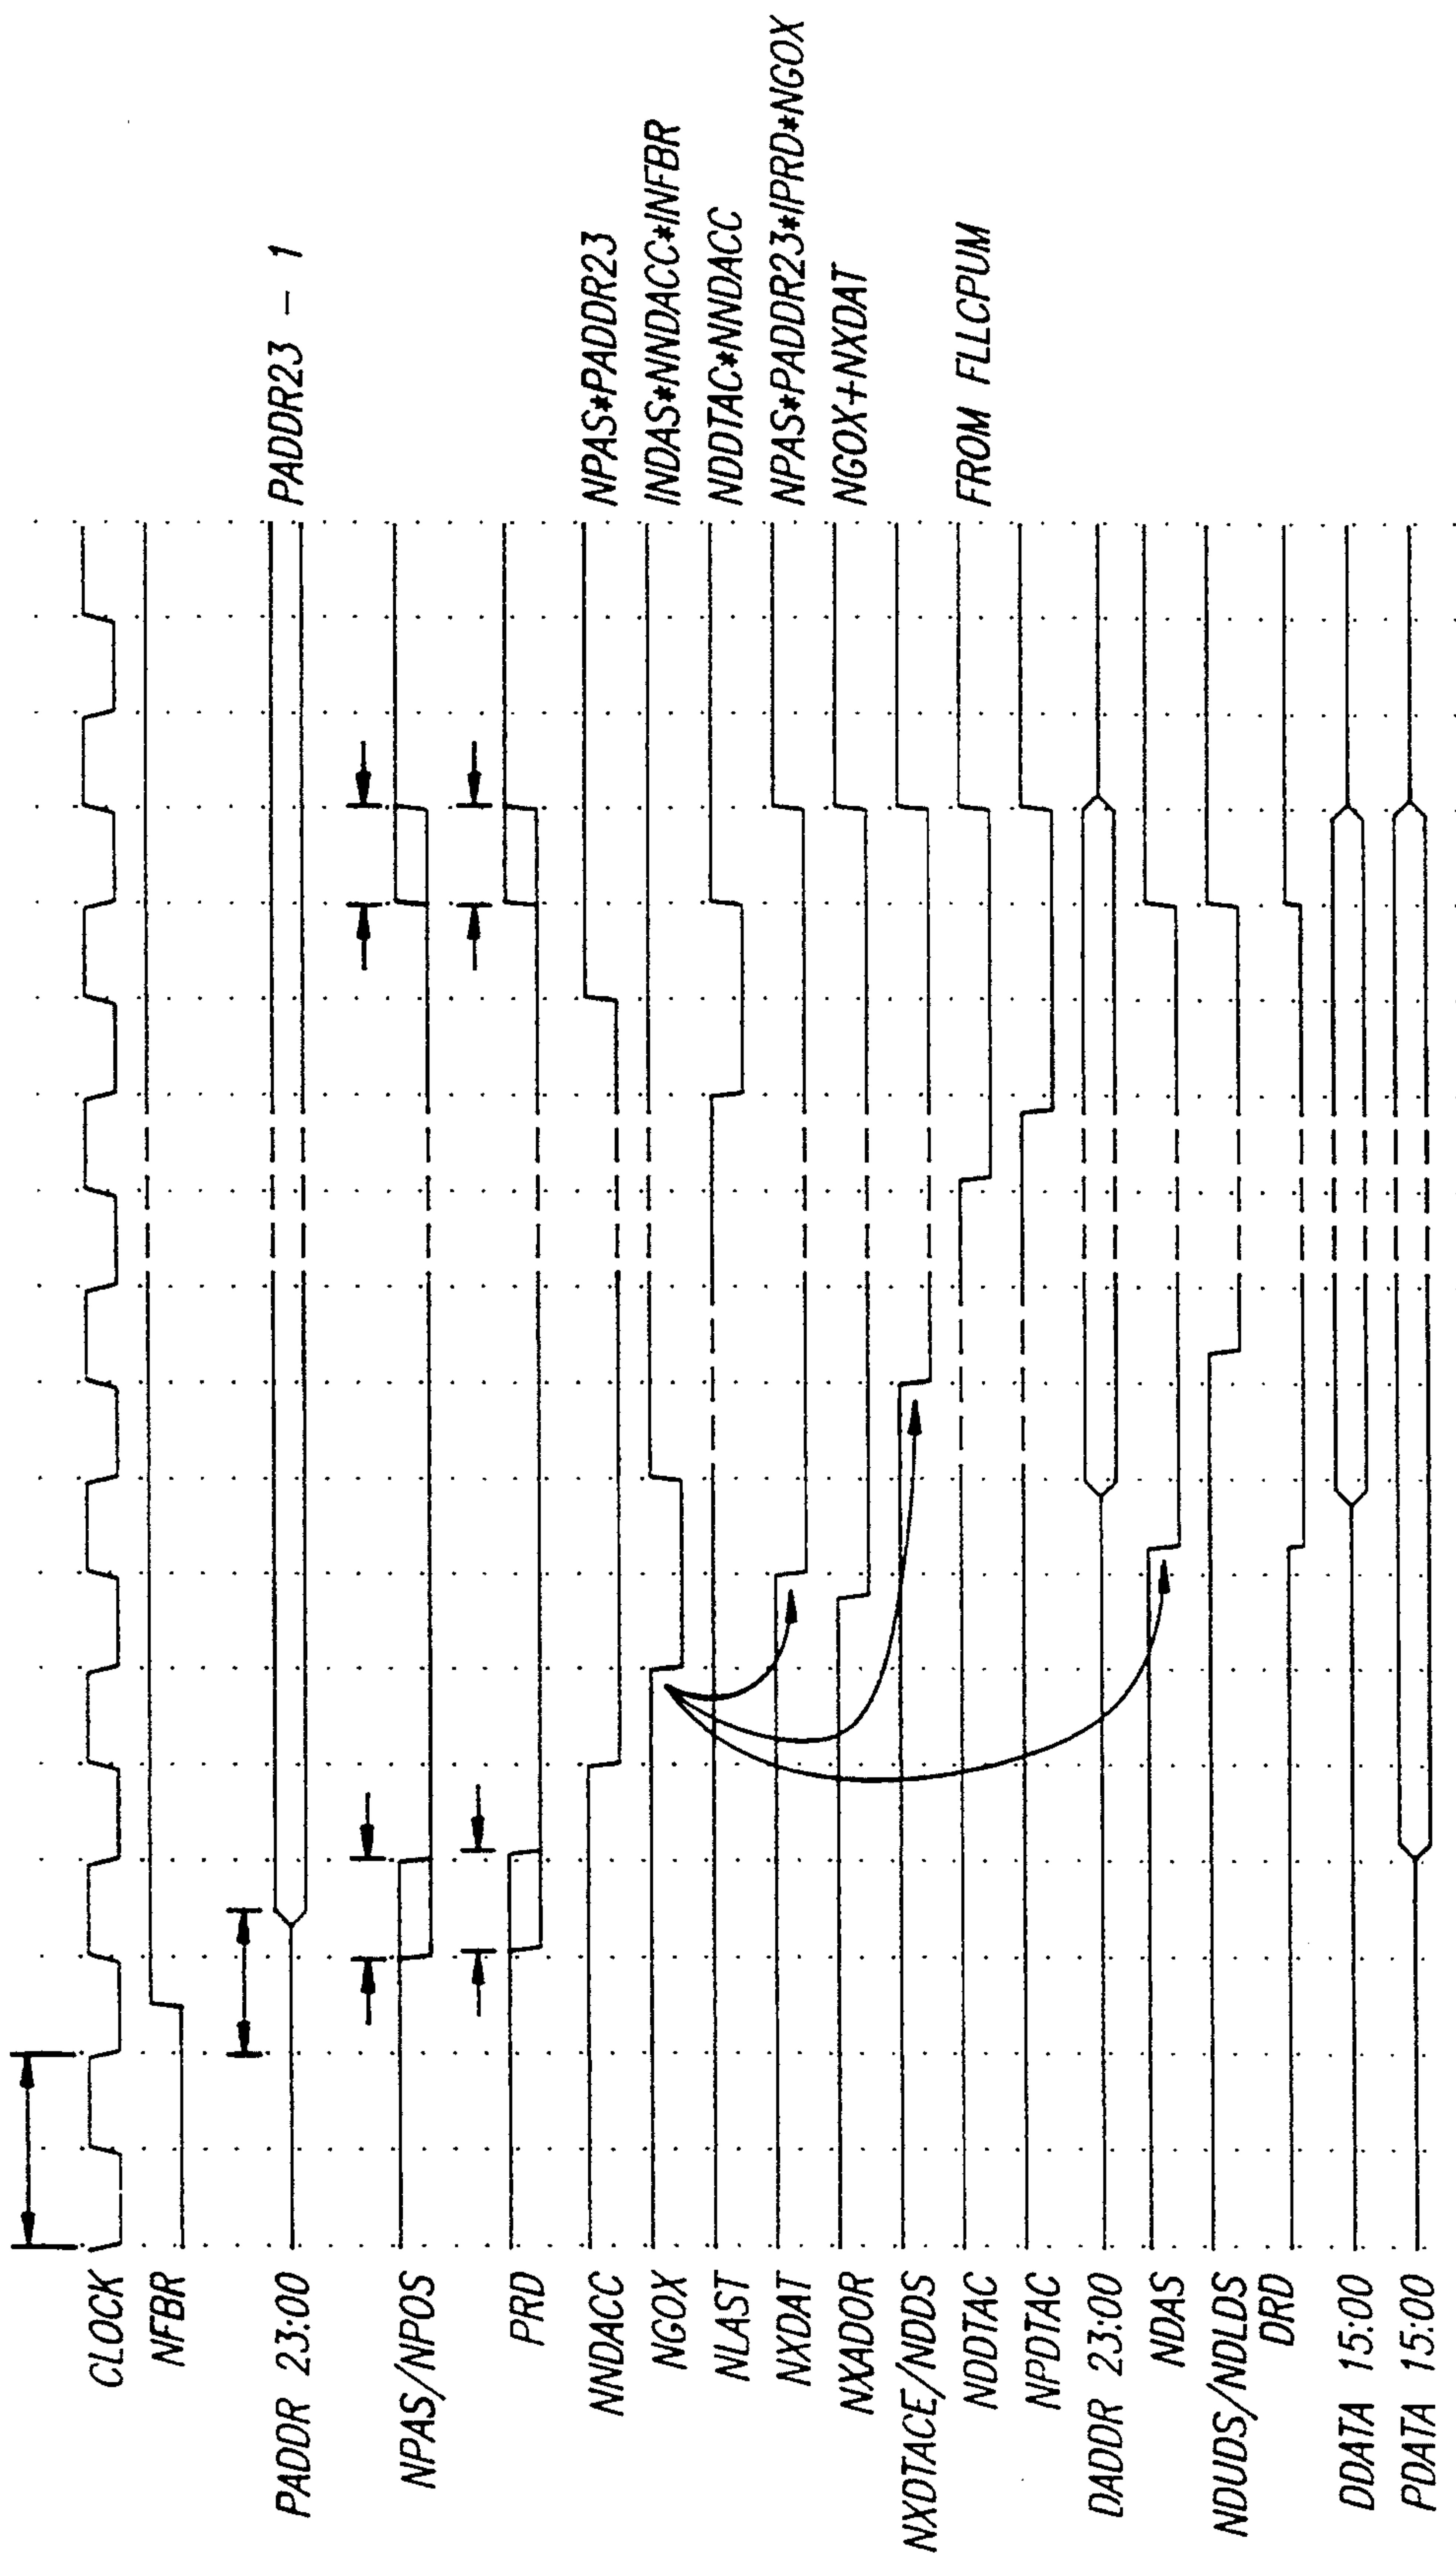 CLOCK
NFBR
PADDR 23:00 PADDR23 - 1
NPAS/NPOS
PRD
NNDACC NPAS*PADDR23
NGOX INDAS*NNDACC*INFBR
NLAST NDDTAC*NNDACC
NXDAT NPAS*PADDR23*IPRD*NGOX
NXADOR NGOX+NXDAT
NXDTACE/NDDS
NDDTAC FROM FLLCPUM
NPDTAC
DADDR 23:00
NDAS
NDUDS/NDLDS
DRD
DDATA 15:00
PDATA 15:00